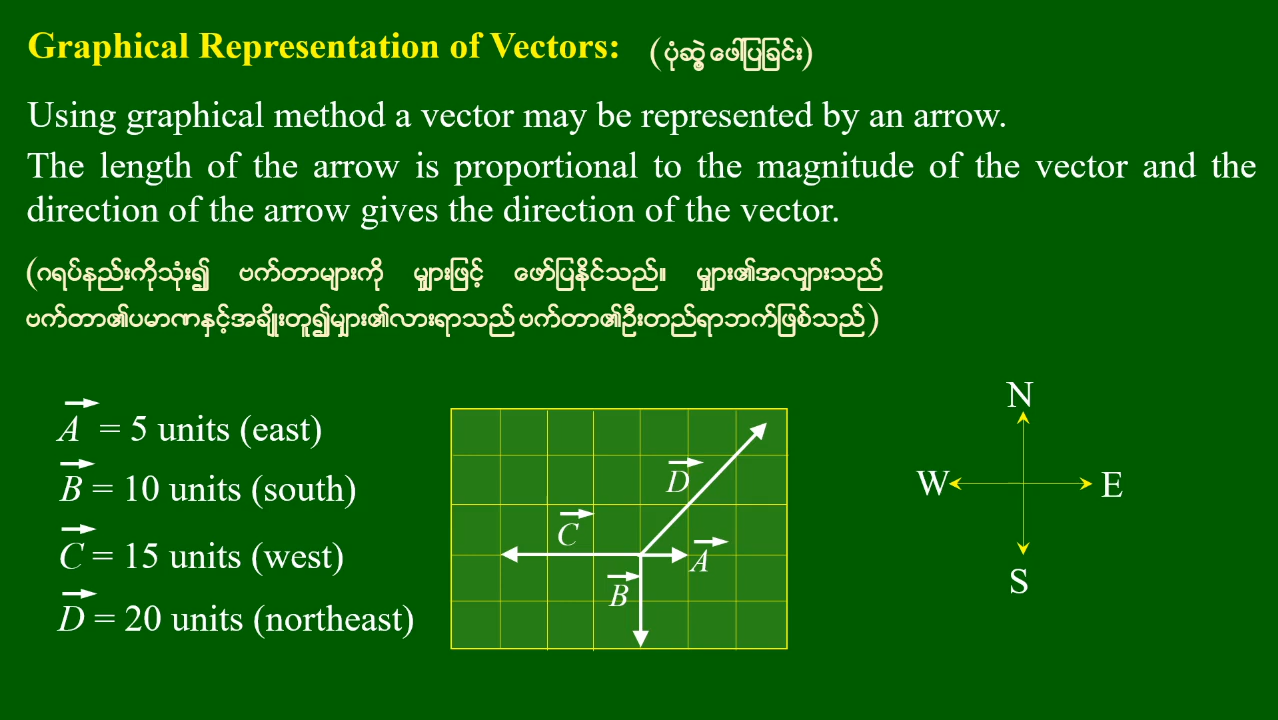 Graphical Representation of Vectors: (ပုံဆွဲ့ ဖေါ်ပြခြင်း)
Using graphical method a vector may be represented by an arrow.
The length of the arrow is proportional to the magnitude of the vector and the
direction of the arrow gives the direction of the vector.
(ဂရပ်နည်းကိုသုံး၍ ဗက်တာများကို မျှားဖြင့် ဖော်ပြနိုင်သည်။ မျှား၏အလျှားသည်
ဗက်တာ၏ပမာဏနှင့်အချိုးတူ၍မျှား၏လားရာသည် ဗက်တာ၏ဦးတည်ရာဘက်ဖြစ်သည်)
A = 5 units (east)
B = 10 units (south)
C = 15 units (west)
D = 20 units (northeast)
D
C
A
B
N
W E
S